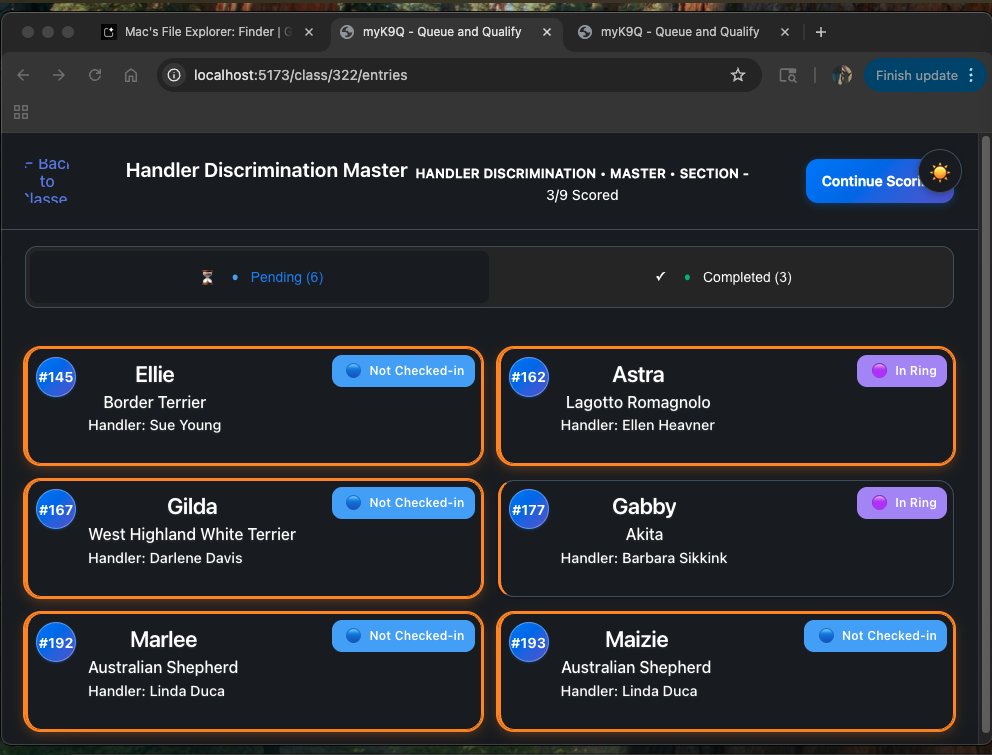 Mac's File Explorer: Finder | G
myK9Q - Queue and Qualify
myK9Q - Queue and Qualify
localhost:5173/class/322/entries
Finish update
Back
to
Classe
Handler Discrimination Master
HANDLER DISCRIMINATION • MASTER • SECTION -
3/9 Scored
Continue Scori
Pending (6)
Completed (3)
#145
Ellie
Not Checked-in
Border Terrier
Handler: Sue Young
#162
Astra
In Ring
Lagotto Romagnolo
Handler: Ellen Heavner
#167
Gilda
Not Checked-in
West Highland White Terrier
Handler: Darlene Davis
#177
Gabby
In Ring
Akita
Handler: Barbara Sikkink
#192
Marlee
Not Checked-in
Australian Shepherd
Handler: Linda Duca
#193
Maizie
Not Checked-in
Australian Shepherd
Handler: Linda Duca